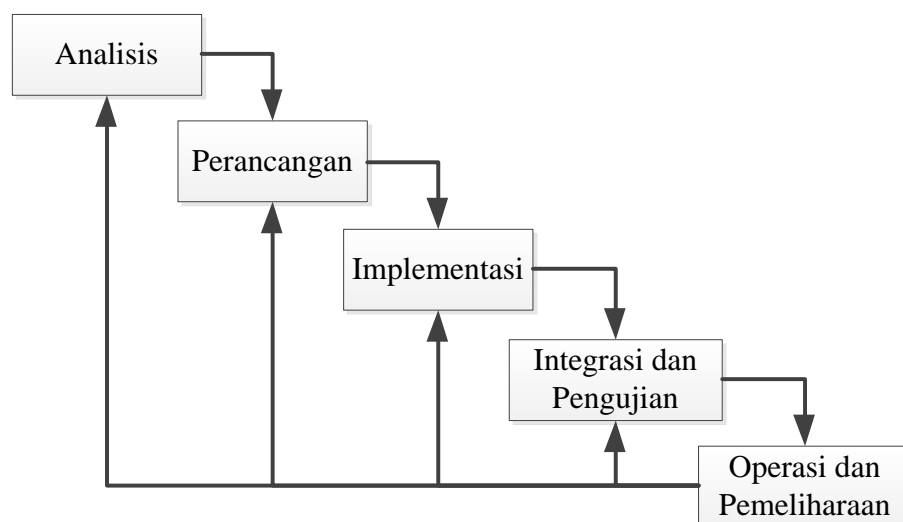 Analisis
Perancangan
Implementasi
Integrasi dan
Pengujian
Operasi dan
Pemeliharaan